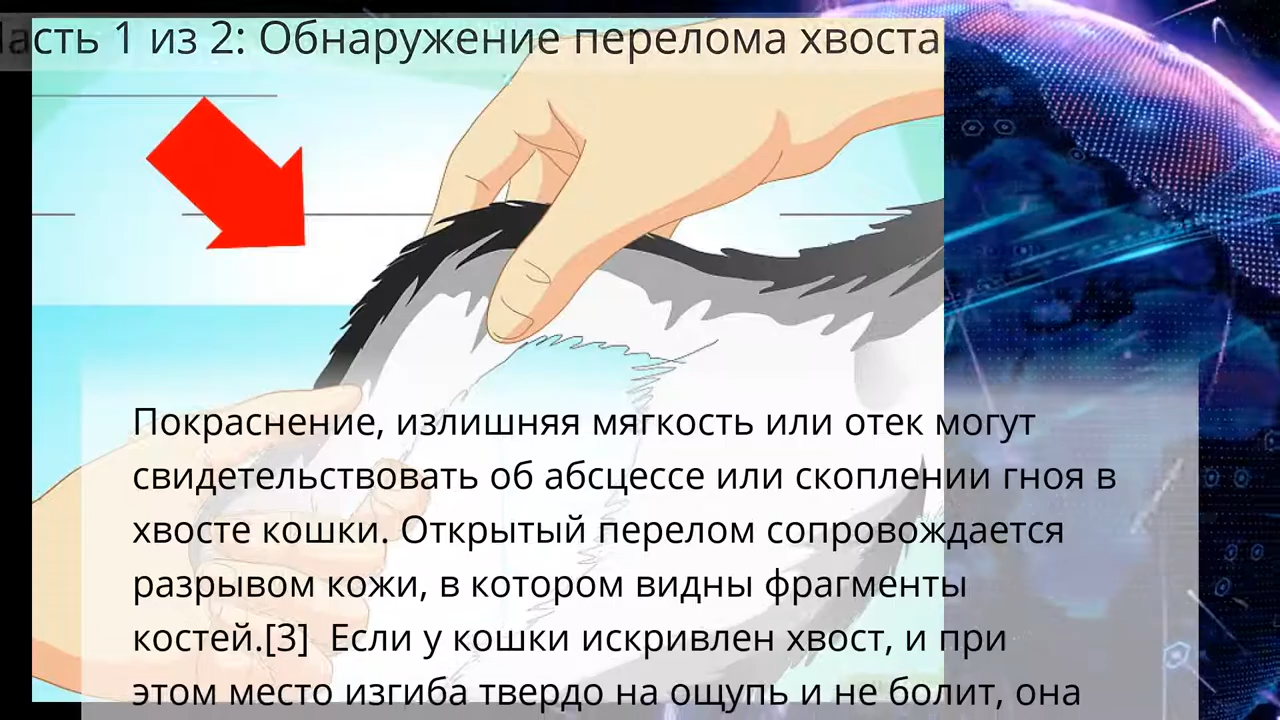 Часть 1 из 2: Обнаружение перелома хвоста
Покраснение, излишняя мягкость или отек могут
свидетельствовать об абсцессе или скоплении гноя в
хвосте кошки. Открытый перелом сопровождается
разрывом кожи, в котором видны фрагменты
костей.[3]  Если у кошки искривлен хвост, и при
этом место изгиба твердо на ощупь и не болит, она